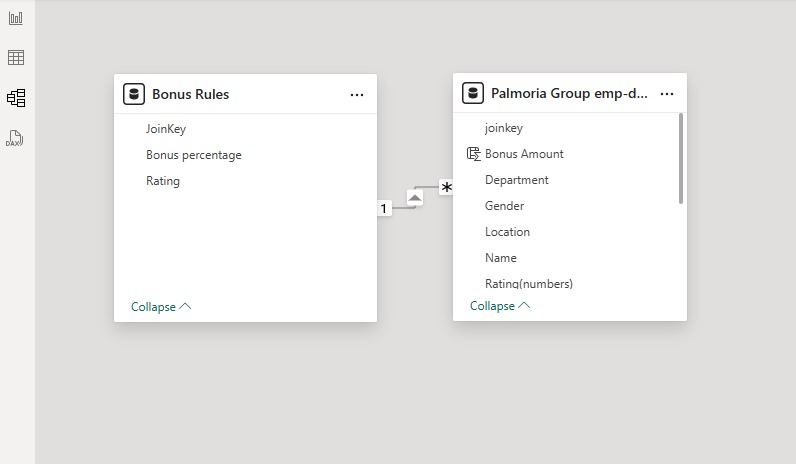 DAX
Bonus Rules
JoinKey
Bonus percentage
Rating
Collapse
1
*
Palmoria Group emp-d...
joinkey
Bonus Amount
Department
Gender
Location
Name
Rating(numbers)
Collapse